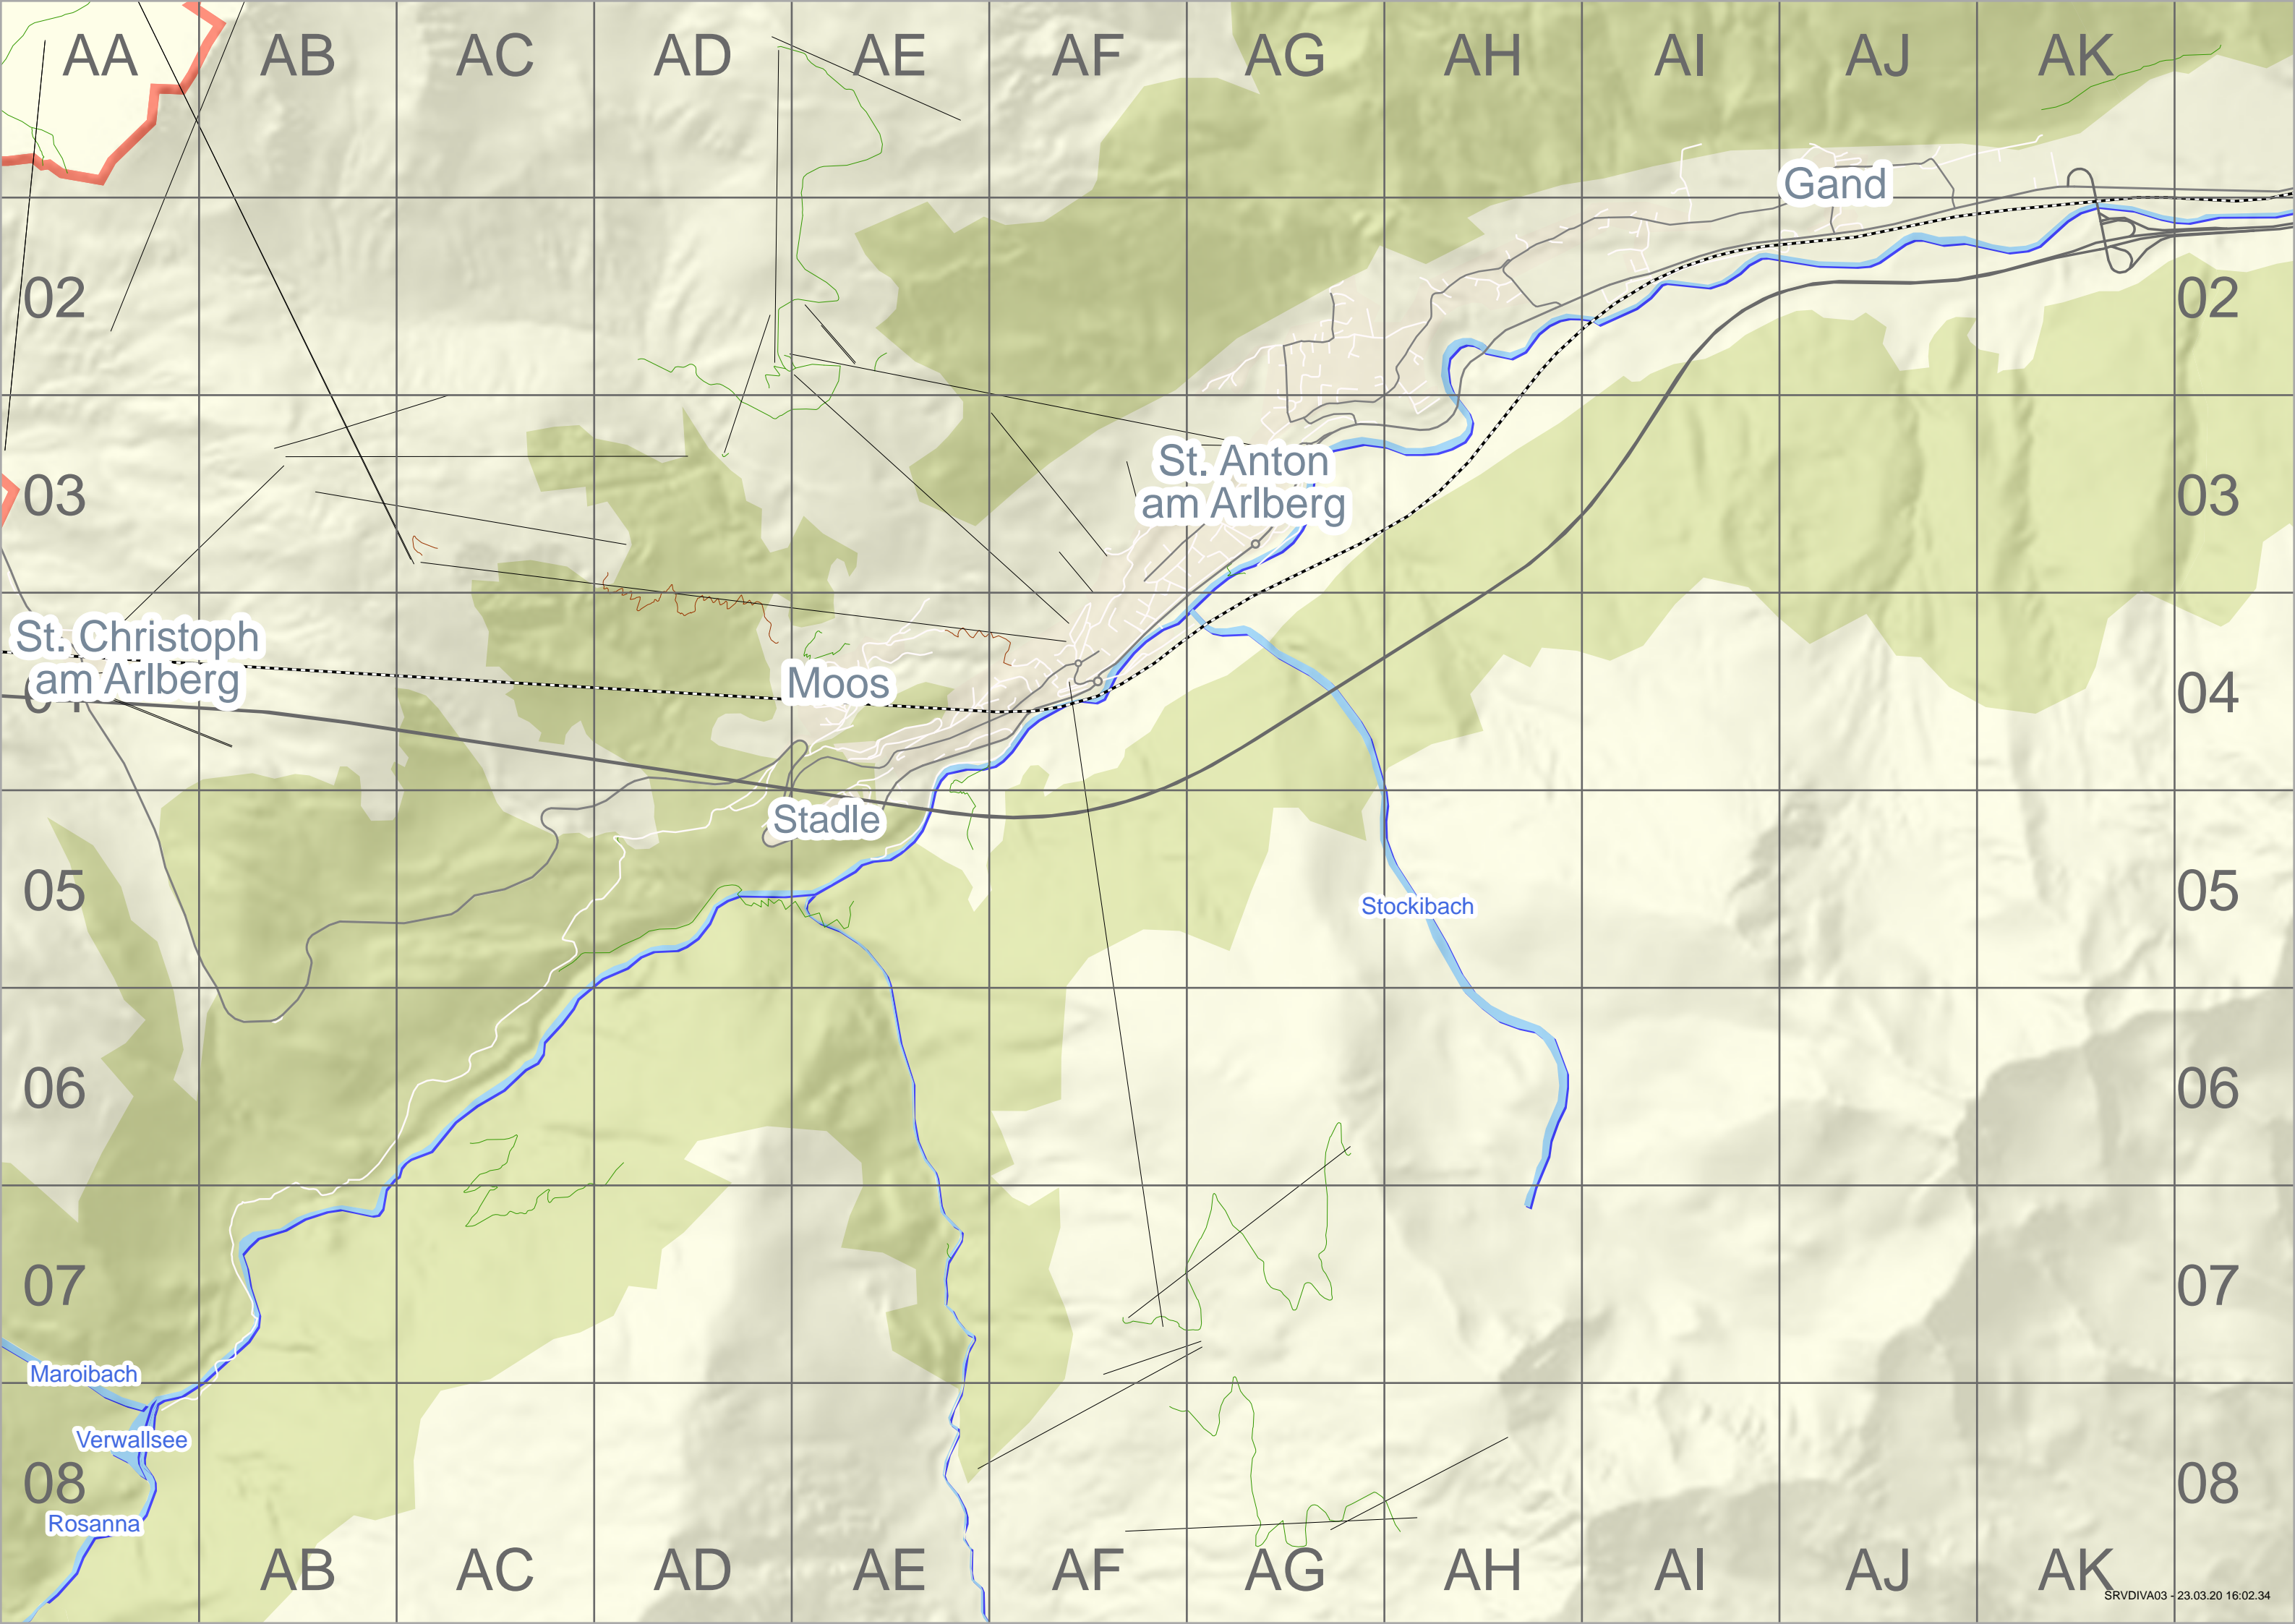 AA AB AC AD AE AF AG AH AI AJ AK
Gand
02 02
St. Anton
am Arlberg
03 03
St. Christoph
am Arlberg
Moos
04 04
Stadle
05 05
Stockibach
06 06
07 07
Maroibach
Verwallsee
08 08
Rosanna
AB AC AD AE AF AG AH AI AJ AK
SRVDIVA03 - 23.03.20 16:02.34